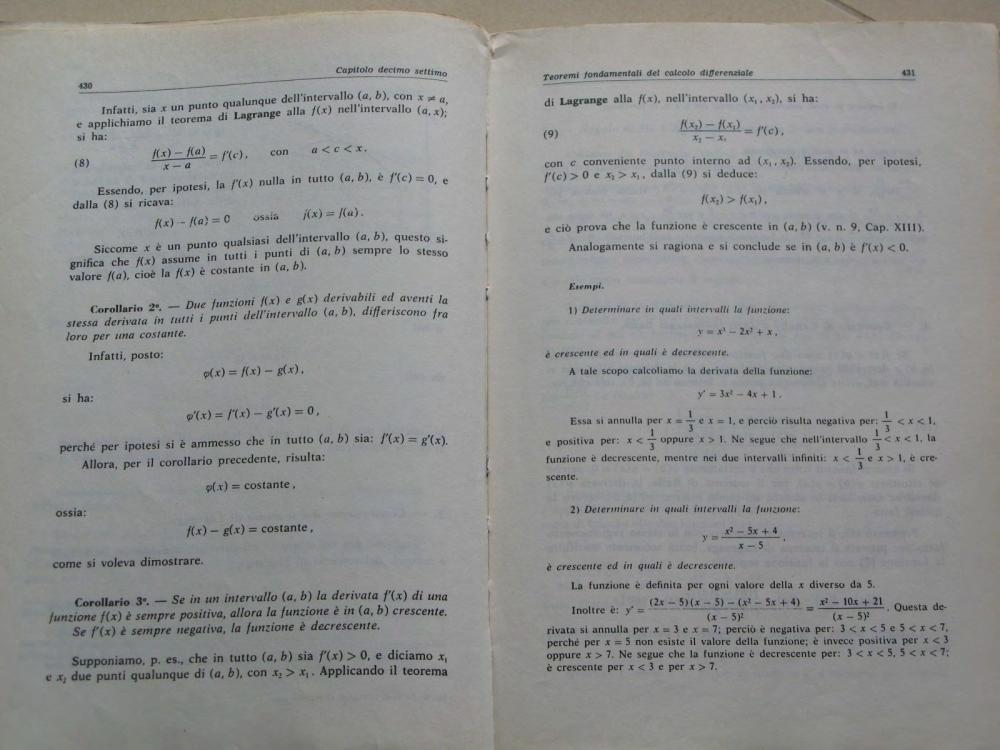 430
Capitolo decimo settimo
Infatti, sia x un punto qualunque dell'intervallo (a, b), con x ≠ a,
e applichiamo il teorema di Lagrange alla f(x) nell'intervallo (a, x);
si ha:
(8) f(x) − f(a) / x − a = f'(c), con a < c < x.
Essendo, per ipotesi, la f'(x) nulla in tutto (a, b), è f'(c) = 0, e
dalla (8) si ricava:
f(x) − f(a) = 0 ossia f(x) = f(a).
Siccome x è un punto qualsiasi dell'intervallo (a, b), questo si-
gnifica che f(x) assume in tutti i punti di (a, b) sempre lo stesso
valore f(a), cioè la f(x) è costante in (a, b).
Corollario 2º. — Due funzioni f(x) e g(x) derivabili ed aventi la
stessa derivata in tutti i punti dell'intervallo (a, b), differiscono fra
loro per una costante.
Infatti, posto:
φ(x) = f(x) − g(x),
si ha:
φ'(x) = f'(x) − g'(x) = 0,
perché per ipotesi si è ammesso che in tutto (a, b) sia: f'(x) = g'(x).
Allora, per il corollario precedente, risulta:
φ(x) = costante,
ossia:
f(x) − g(x) = costante,
come si voleva dimostrare.
Corollario 3º. — Se in un intervallo (a, b) la derivata f'(x) di una
funzione f(x) è sempre positiva, allora la funzione è in (a, b) crescente.
Se f'(x) è sempre negativa, la funzione è decrescente.
Supponiamo, p. es., che in tutto (a, b) sia f'(x) > 0, e diciamo x₁
e x₂ due punti qualunque di (a, b), con x₂ > x₁. Applicando il teorema
Teoremi fondamentali del calcolo differenziale
431
di Lagrange alla f(x), nell'intervallo (x₁, x₂), si ha:
(9) f(x₂) − f(x₁) / x₂ − x₁ = f'(c),
con c conveniente punto interno ad (x₁, x₂). Essendo, per ipotesi,
f'(c) > 0 e x₂ > x₁, dalla (9) si deduce:
f(x₂) > f(x₁),
e ciò prova che la funzione è crescente in (a, b) (v. n. 9, Cap. XIII).
Analogamente si ragiona e si conclude se in (a, b) è f'(x) < 0.
Esempi.
1) Determinare in quali intervalli la funzione:
y = x³ − 2x² + x,
è crescente ed in quali è decrescente.
A tale scopo calcoliamo la derivata della funzione:
y' = 3x² − 4x + 1.
Essa si annulla per x = 1/3 e x = 1, e perciò risulta negativa per: 1/3 < x < 1,
e positiva per: x < 1/3 oppure x > 1. Ne segue che nell'intervallo 1/3 < x < 1, la
funzione è decrescente, mentre nei due intervalli infiniti: x < 1/3 e x > 1, è cre-
scente.
2) Determinare in quali intervalli la funzione:
y = x² − 5x + 4 / x − 5,
è crescente ed in quali è decrescente.
La funzione è definita per ogni valore della x diverso da 5.
Inoltre è: y' = (2x − 5)(x − 5) − (x² − 5x + 4) / (x − 5)² = x² − 10x + 21 / (x − 5)². Questa de-
rivata si annulla per x = 3 e x = 7; perciò è negativa per: 3 < x < 5 e 5 < x < 7,
perché per x = 5 non esiste il valore della funzione; è invece positiva per x < 3
oppure x > 7. Ne segue che la funzione è decrescente per: 3 < x < 5, 5 < x < 7;
è crescente per x < 3 e per x > 7.